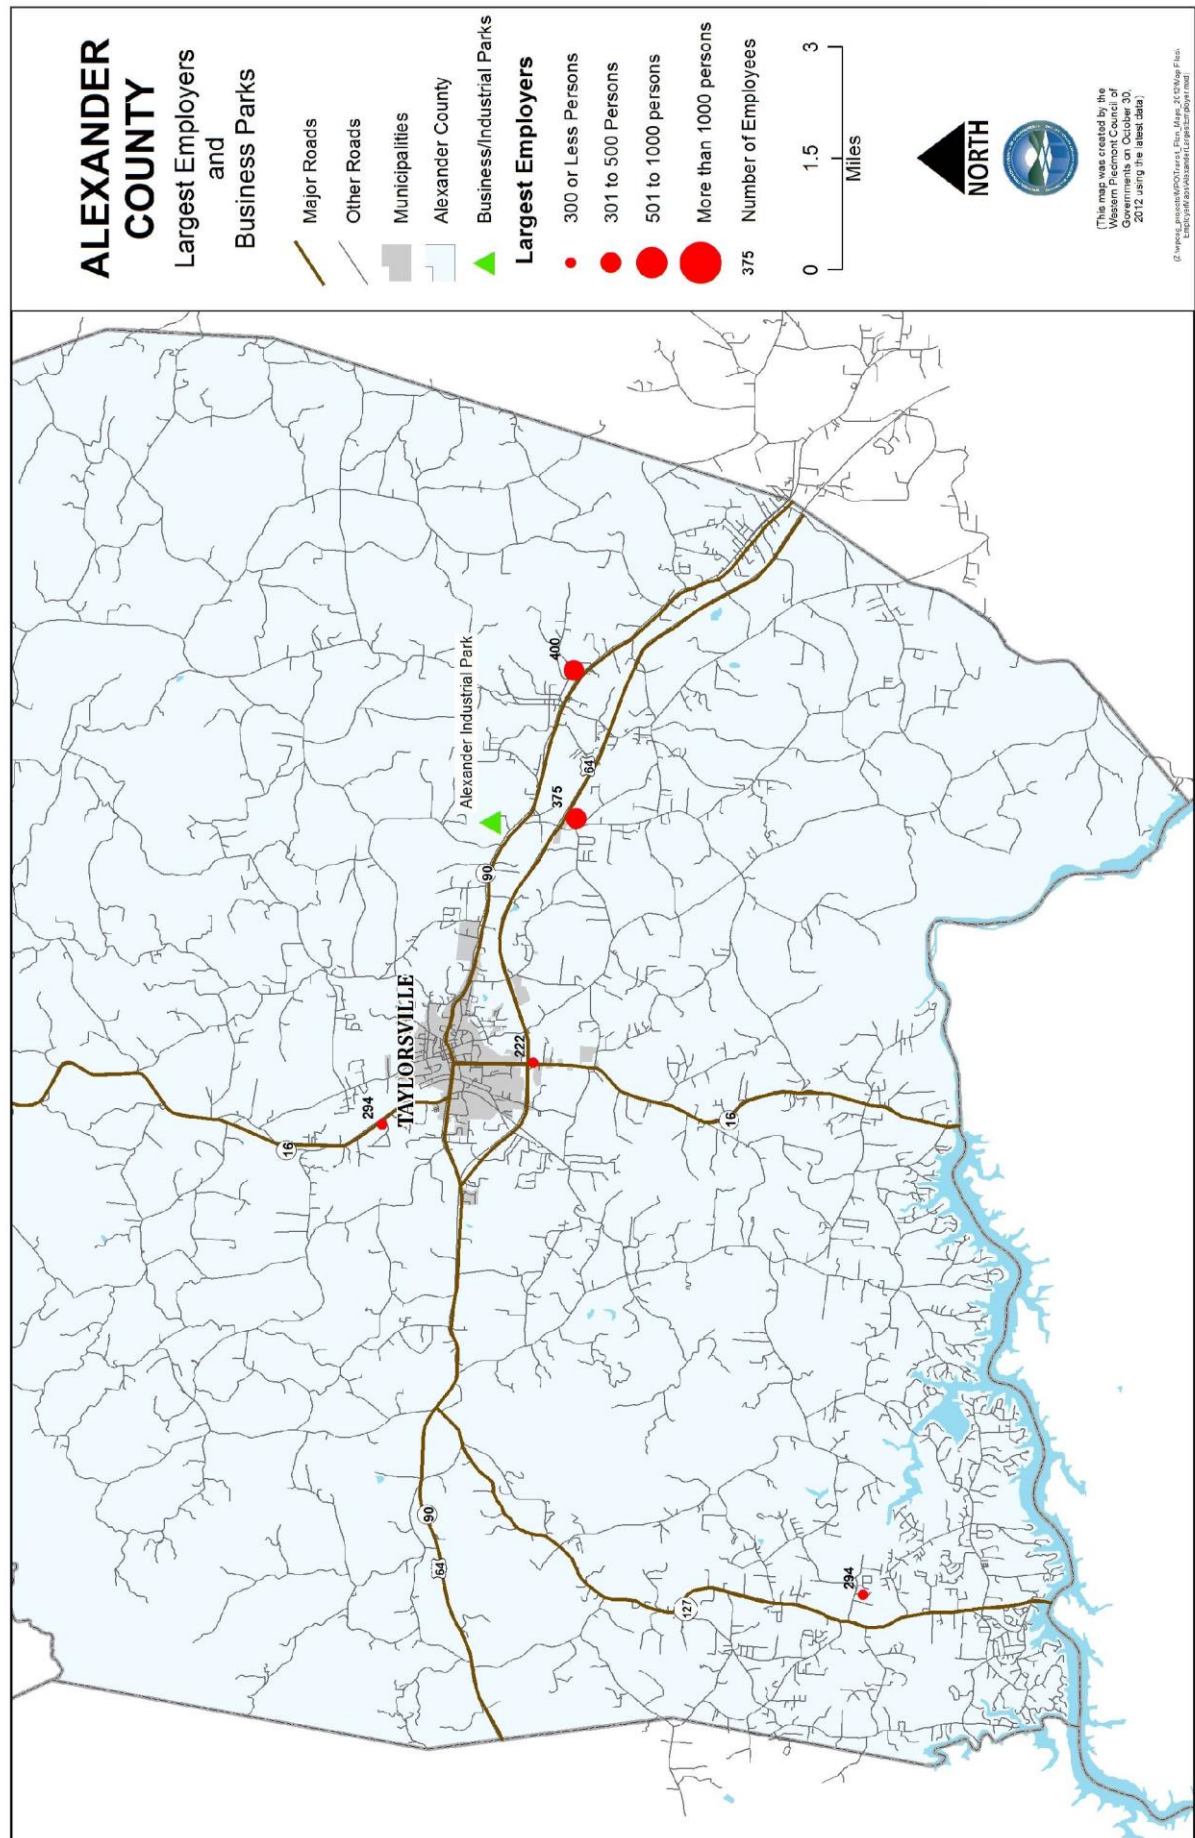 ALEXANDER
COUNTY
Largest Employers
and
Business Parks
Major Roads
Other Roads
Municipalities
Alexander County
Business/Industrial Parks
Largest Employers
300 or Less Persons
301 to 500 Persons
501 to 1000 persons
More than 1000 persons
375 Number of Employees
0 1.5 3
Miles
NORTH
(This map was created by the
Western Piedmont Council of
Governments on October 30,
2012 using the latest data)
16
294
TAYLORSVILLE
Alexander Industrial Park
90
90
64
222
375
400
64
127
16
294